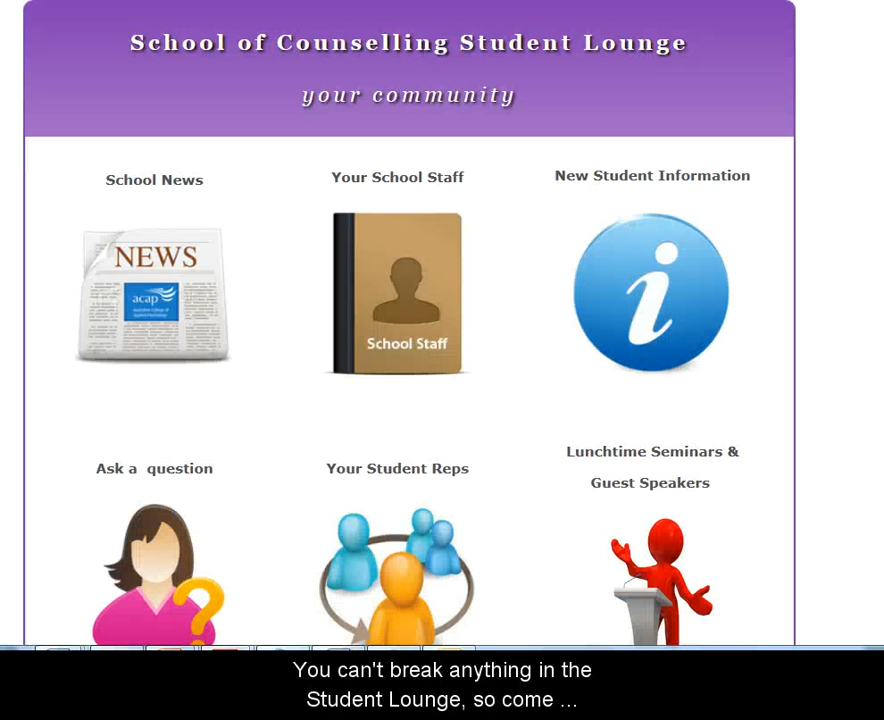 School of Counselling Student Lounge
your community
School News
Your School Staff
New Student Information
NEWS
acap
School Staff
Ask a  question
Your Student Reps
Lunchtime Seminars &
Guest Speakers
You can't break anything in the
Student Lounge, so come ...